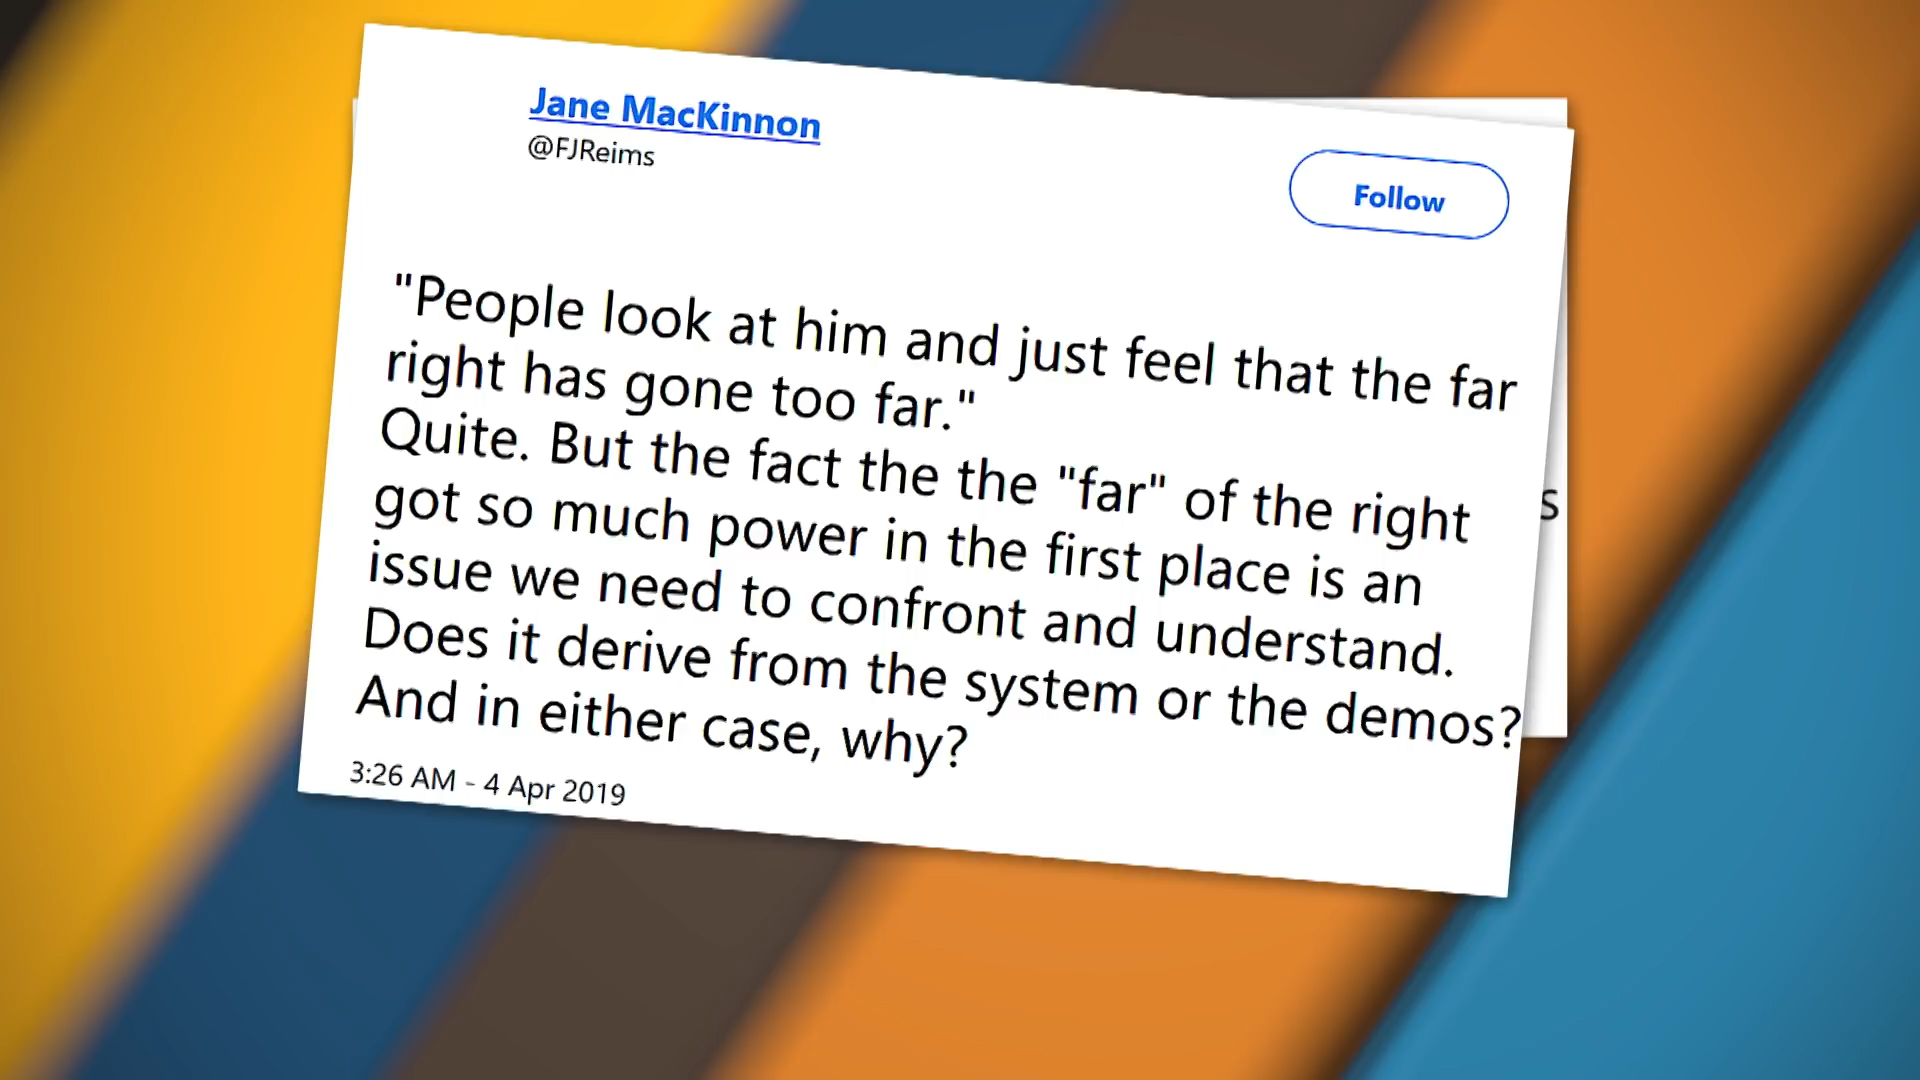 Jane MacKinnon
@FJReims
Follow
"People look at him and just feel that the far
right has gone too far."
Quite. But the fact the the "far" of the right
got so much power in the first place is an
issue we need to confront and understand.
Does it derive from the system or the demos?
And in either case, why?
3:26 AM - 4 Apr 2019
s